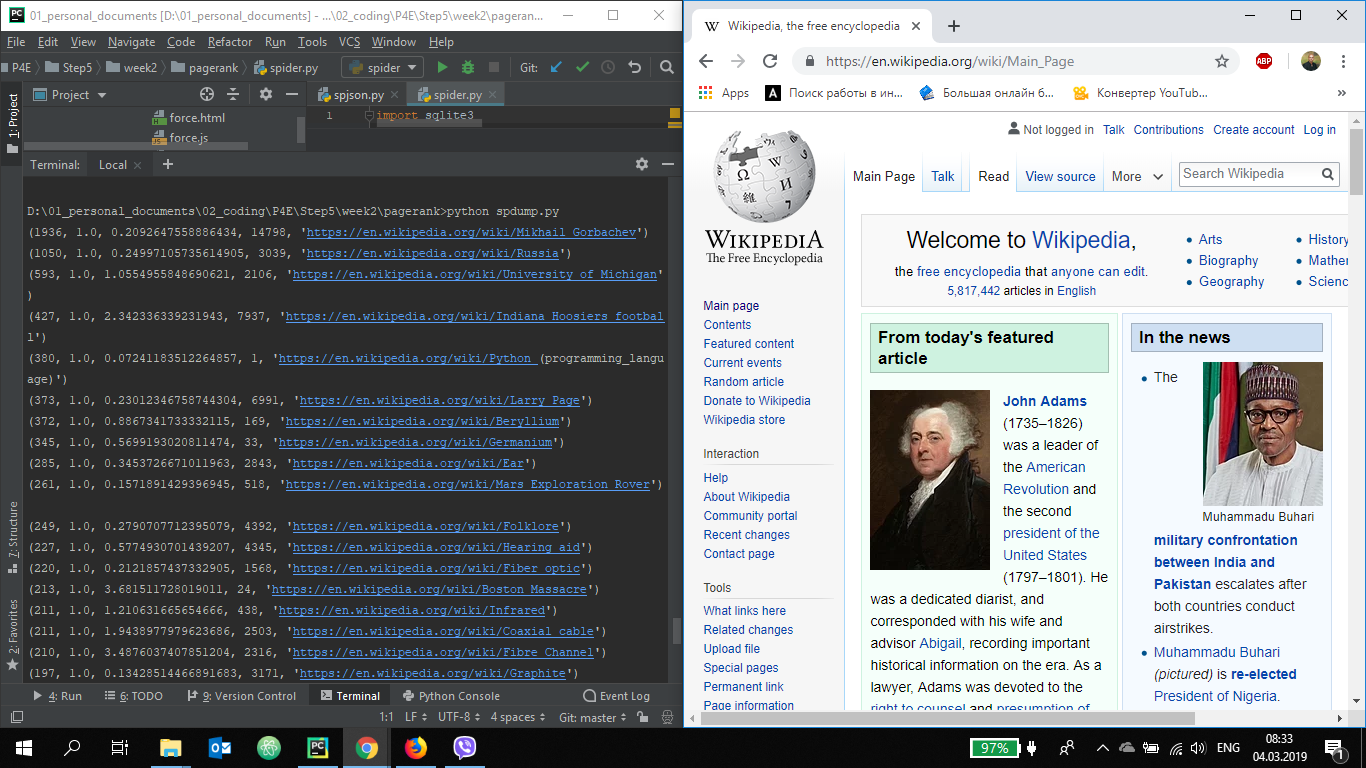 01_personal_documents [D:\01_personal_documents] - ...\02_coding\P4E\Step5\week2\pageran...
File Edit View Navigate Code Refactor Run Tools VCS Window Help
P4E Step5 week2 pagerank spider.py spider Git:
Project
spjson.py spider.py
force.html
force.js
1 import sqlite3
1: Project
Terminal: Local +
D:\01_personal_documents\02_coding\P4E\Step5\week2\pagerank>python spdump.py
(1936, 1.0, 0.2092647558886434, 14798, 'https://en.wikipedia.org/wiki/Mikhail_Gorbachev')
(1050, 1.0, 0.24997105735614905, 3039, 'https://en.wikipedia.org/wiki/Russia')
(593, 1.0, 1.0554955848690621, 2106, 'https://en.wikipedia.org/wiki/University_of_Michigan'
)
(427, 1.0, 2.342336339231943, 7937, 'https://en.wikipedia.org/wiki/Indiana_Hoosiers_footbal
l')
(380, 1.0, 0.07241183512264857, 1, 'https://en.wikipedia.org/wiki/Python_(programming_langu
age)')
(373, 1.0, 0.23012346758744304, 6991, 'https://en.wikipedia.org/wiki/Larry_Page')
(372, 1.0, 0.8867341733332115, 169, 'https://en.wikipedia.org/wiki/Beryllium')
(345, 1.0, 0.5699193020811474, 33, 'https://en.wikipedia.org/wiki/Germanium')
(285, 1.0, 0.3453726671011963, 2843, 'https://en.wikipedia.org/wiki/Ear')
(261, 1.0, 0.1571891429396945, 518, 'https://en.wikipedia.org/wiki/Mars_Exploration_Rover')
(249, 1.0, 0.2790707712395079, 4392, 'https://en.wikipedia.org/wiki/Folklore')
(227, 1.0, 0.5774930701439207, 4345, 'https://en.wikipedia.org/wiki/Hearing_aid')
(220, 1.0, 0.2121857437332905, 1568, 'https://en.wikipedia.org/wiki/Fiber_optic')
(213, 1.0, 3.681511728019011, 24, 'https://en.wikipedia.org/wiki/Boston_Massacre')
(211, 1.0, 1.210631665654666, 438, 'https://en.wikipedia.org/wiki/Infrared')
(211, 1.0, 1.9438977979623686, 2503, 'https://en.wikipedia.org/wiki/Coaxial_cable')
(210, 1.0, 3.4876037407851204, 2316, 'https://en.wikipedia.org/wiki/Fibre_Channel')
(197, 1.0, 0.13428514466891683, 3171, 'https://en.wikipedia.org/wiki/Graphite')
7: Structure
2: Favorites
4: Run 6: TODO 9: Version Control Terminal Python Console Event Log
1:1 LF UTF-8 4 spaces Git: master
Wikipedia, the free encyclopedia
https://en.wikipedia.org/wiki/Main_Page ABP
Apps Поиск работы в ин... Большая онлайн б... Конвертер YouTub... »
Not logged in Talk Contributions Create account Log in
Main Page Talk Read View source More Search Wikipedia
WIKIPEDIA
The Free Encyclopedia
Main page
Contents
Featured content
Current events
Random article
Donate to Wikipedia
Wikipedia store
Interaction
Help
About Wikipedia
Community portal
Recent changes
Contact page
Tools
What links here
Related changes
Upload file
Special pages
Permanent link
Page information
Welcome to Wikipedia,
the free encyclopedia that anyone can edit.
5,817,442 articles in English
• Arts
• Biography
• Geography
• History
• Mather
• Scienc
From today's featured
article
John Adams
(1735–1826)
was a leader of
the American
Revolution and
the second
president of the
United States
(1797–1801). He
was a dedicated diarist, and
corresponded with his wife and
advisor Abigail, recording important
historical information on the era. As a
lawyer, Adams was devoted to the
right to counsel and presumption of
In the news
• The
Muhammadu Buhari
military confrontation
between India and
Pakistan escalates after
both countries conduct
airstrikes.
• Muhammadu Buhari
(pictured) is re-elected
President of Nigeria.
97% ENG 08:33
04.03.2019 1